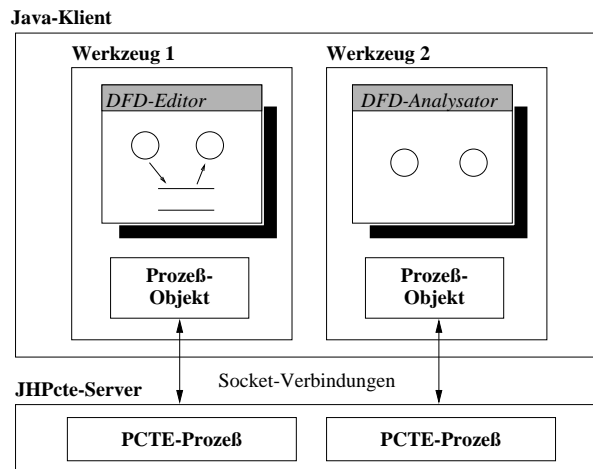 Java-Klient
Werkzeug 1
Werkzeug 2
DFD-Editor
DFD-Analysator
Prozeß-
Objekt
Prozeß-
Objekt
Socket-Verbindungen
JHPcte-Server
PCTE-Prozeß
PCTE-Prozeß